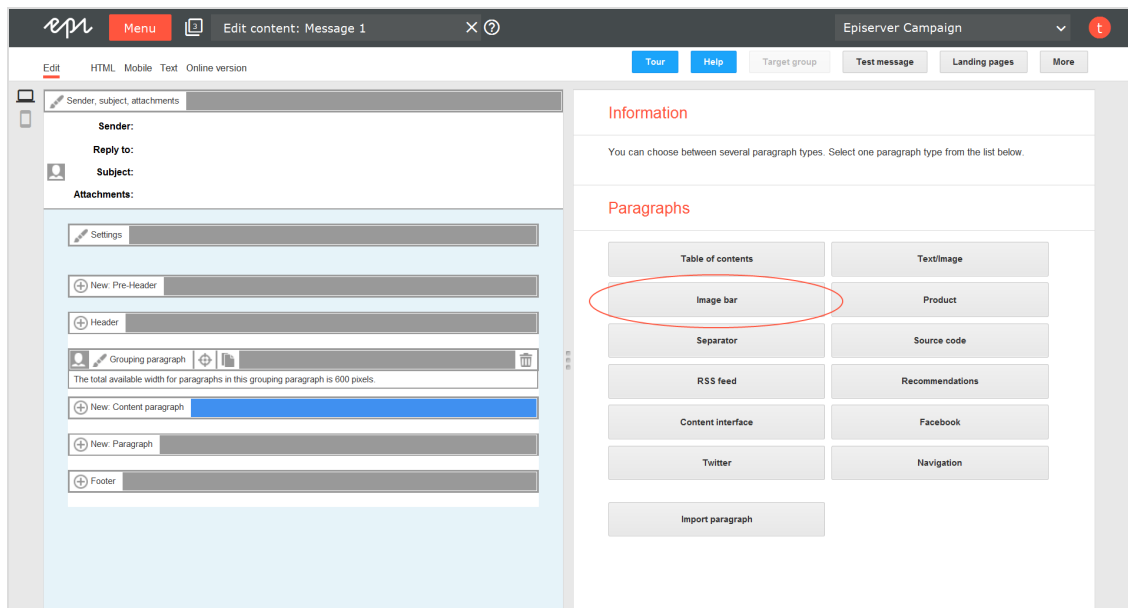 epi Menu 3 Edit content: Message 1 Episerver Campaign t
Edit HTML Mobile Text Online version Tour Help Target group Test message Landing pages More
Sender, subject, attachments
Sender:
Reply to:
Subject:
Attachments:
Settings
New: Pre-Header
Header
Grouping paragraph
The total available width for paragraphs in this grouping paragraph is 600 pixels.
New: Content paragraph
New: Paragraph
Footer
Information
You can choose between several paragraph types. Select one paragraph type from the list below.
Paragraphs
Table of contents Text/Image
Image bar Product
Separator Source code
RSS feed Recommendations
Content interface Facebook
Twitter Navigation
Import paragraph